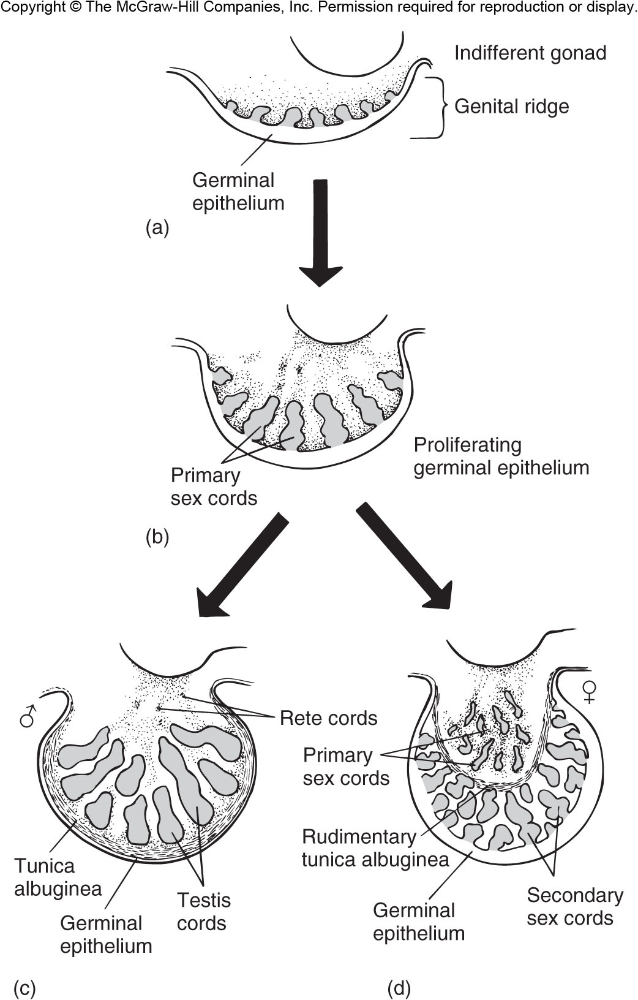 Copyright © The McGraw-Hill Companies, Inc. Permission required for reproduction or display.
Indifferent gonad
Genital ridge
Germinal
epithelium
(a)
Proliferating
germinal epithelium
Primary
sex cords
(b)
♂
♀
Rete cords
Primary
sex cords
Rudimentary
tunica albuginea
Tunica
albuginea
Testis
cords
Germinal
epithelium
Secondary
sex cords
Germinal
epithelium
(c)
(d)